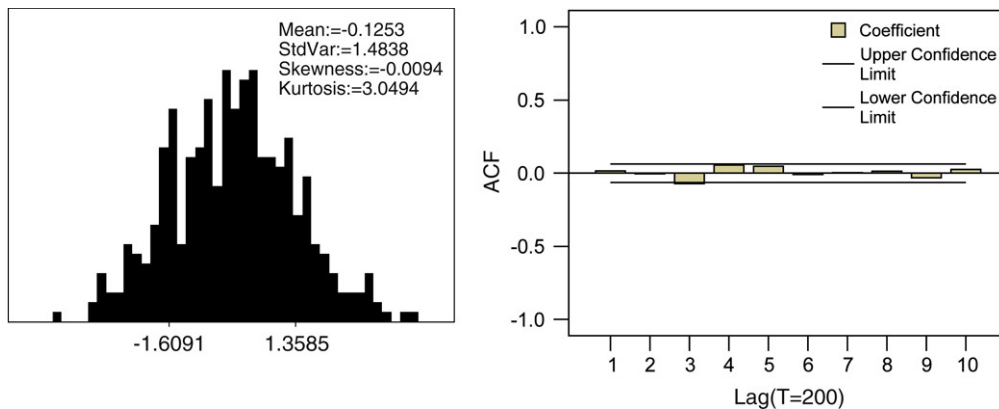 Mean:=-0.1253
StdVar:=1.4838
Skewness:=-0.0094
Kurtosis:=3.0494
-1.6091 1.3585
1.0
0.5
0.0
-0.5
-1.0
ACF
Coefficient
Upper Confidence
Limit
Lower Confidence
Limit
1 2 3 4 5 6 7 8 9 10
Lag(T=200)